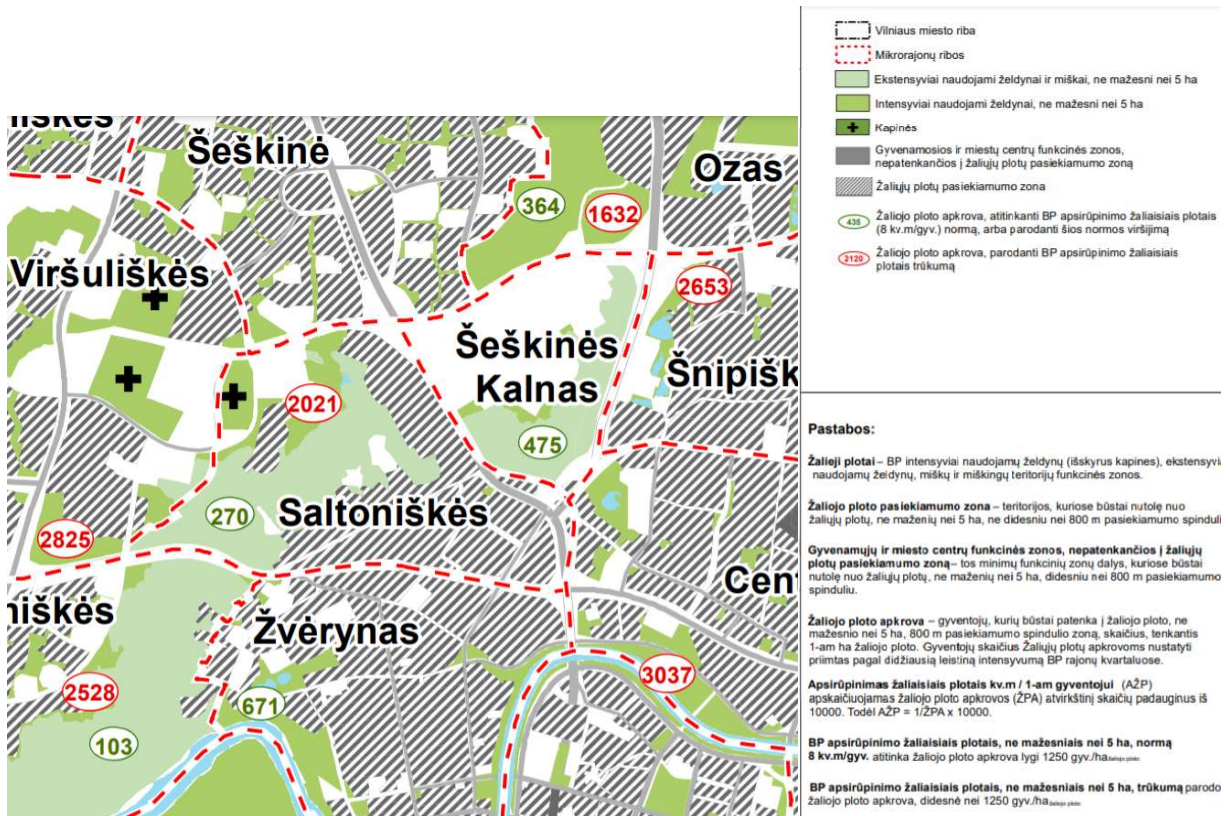 Vilniaus miesto riba
Mikrorajonų ribos
Ekstensyviai naudojami želdynai ir miškai, ne mažesni nei 5 ha
Intensyviai naudojami želdynai, ne mažesni nei 5 ha
Kapinės
Gyvenamosios ir miestų centrų funkcinės zonos,
nepatenkančios į žaliųjų plotų pasiekiamumo zoną
Žaliųjų plotų pasiekiamumo zona
435
Žaliojo ploto apkrova, atitinkanti BP apsirūpinimo žaliaisiais plotais
(8 kv.m/gyv.) normą, arba parodanti šios normos viršijimą
2120
Žaliojo ploto apkrova, parodanti BP apsirūpinimo žaliaisiais
plotais trūkumą
Šeškinė
Ozas
364
1632
Viršuliškės
2653
Šeškinės
Kalnas
Šnipišk
2021
475
270
Saltoniškės
2825
Cen
niškės
Žvėrynas
2528
3037
671
103
Pastabos:
Žalieji plotai – BP intensyviai naudojamų želdynų (išskyrus kapines), ekstensyvia
naudojamų želdynų, miškų ir miškingų teritorijų funkcinės zonos.
Žaliojo ploto pasiekiamumo zona – teritorijos, kuriose būstai nutolę nuo
žaliųjų plotų, ne maženių nei 5 ha, ne didesniu nei 800 m pasiekiamumo spinduli
Gyvenamųjų ir miesto centrų funkcinės zonos, nepatenkančios į žaliųjų
plotų pasiekiamumo zoną – tos minimų funkcinių zonų dalys, kuriose būstai
nutolę nuo žaliųjų plotų, ne maženių nei 5 ha, didesniu nei 800 m pasiekiamumo
spinduliu.
Žaliojo ploto apkrova – gyventojų, kurių būstai patenka į žaliojo ploto, ne
mažesnio nei 5 ha, 800 m pasiekiamumo spindulio zoną, skaičius, tenkantis
1-am ha žaliojo ploto. Gyventojų skaičius Žaliųjų plotų apkrovoms nustatyti
priimtas pagal didžiausią leistiną intensyvumą BP rajonų kvartaluose.
Apsirūpinimas žaliaisiais plotais kv.m / 1-am gyventojui (AŽP)
apskaičiuojamas žaliojo ploto apkrovos (ŽPA) atvirkštinį skaičių padauginus iš
10000. Todėl AŽP = 1/ŽPA x 10000.
BP apsirūpinimo žaliaisiais plotais, ne mažesniais nei 5 ha, normą
8 kv.m/gyv. atitinka žaliojo ploto apkrova lygi 1250 gyv./ha žaliojo ploto
BP apsirūpinimo žaliaisiais plotais, ne mažesniais nei 5 ha, trūkumą parodo
žaliojo ploto apkrova, didesnė nei 1250 gyv./ha žaliojo ploto